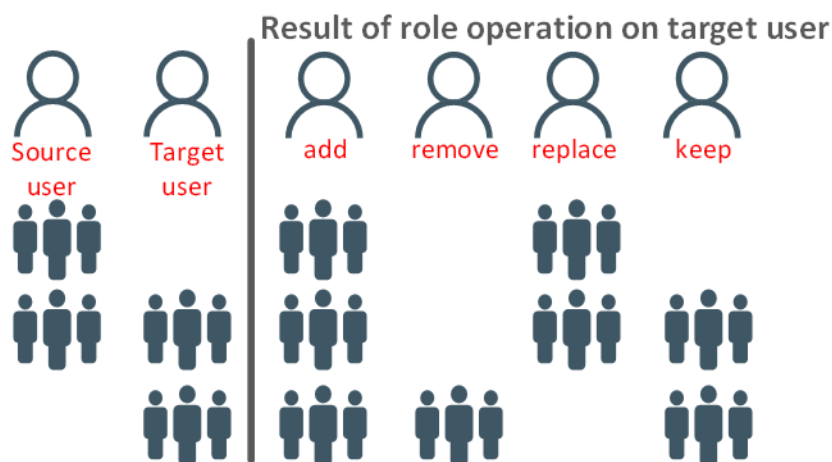 Result of role operation on target user
Source
user
Target
user
add
remove
replace
keep